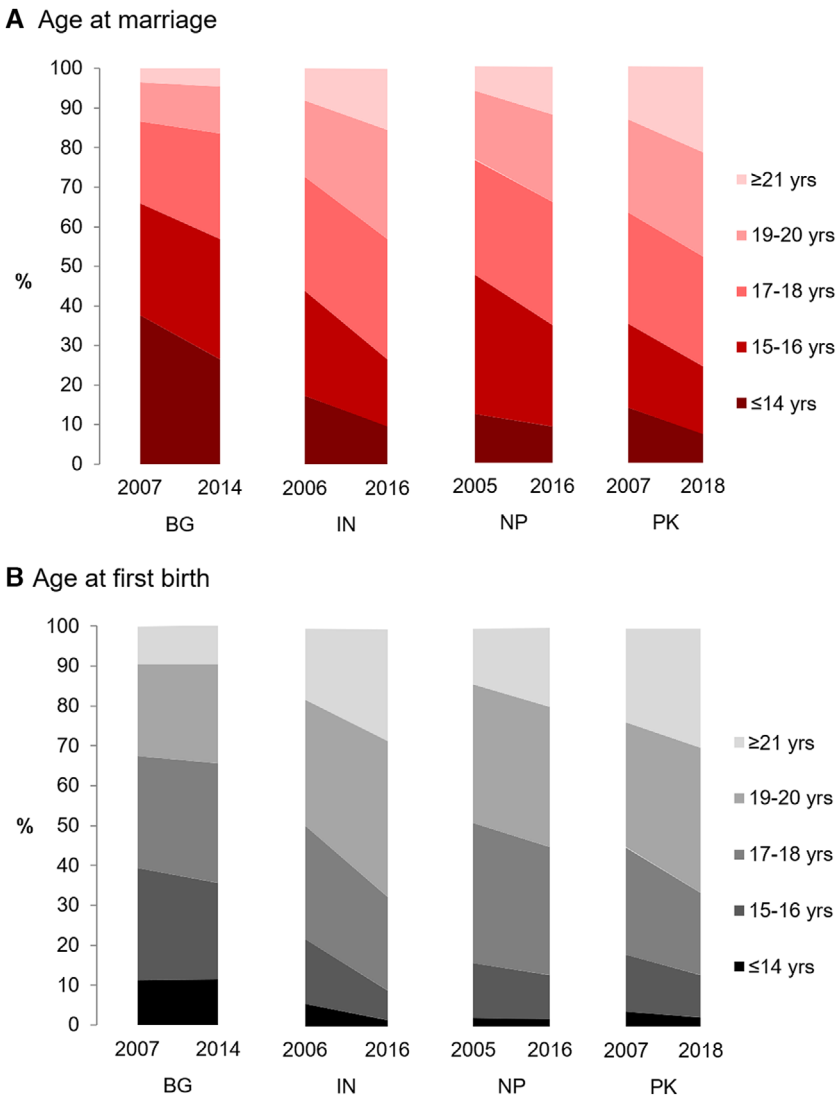 A Age at marriage
100
90
80
70
60
50
40
30
20
10
0
%
2007 2014 2006 2016 2005 2016 2007 2018
BG IN NP PK
≥21 yrs
19-20 yrs
17-18 yrs
15-16 yrs
≤14 yrs
B Age at first birth
100
90
80
70
60
50
40
30
20
10
0
%
2007 2014 2006 2016 2005 2016 2007 2018
BG IN NP PK
≥21 yrs
19-20 yrs
17-18 yrs
15-16 yrs
≤14 yrs